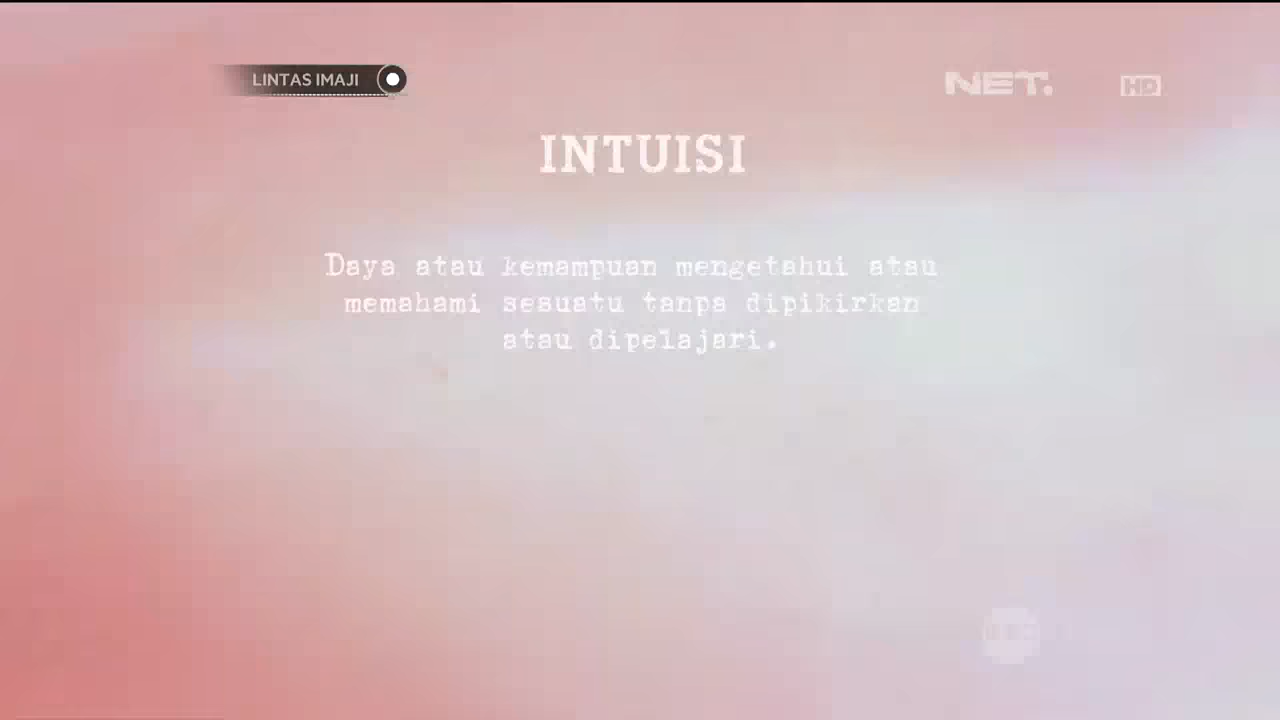 LINTAS IMAJI
NET.
HD
INTUISI
Daya atau kemampuan mengetahui atau
memahami sesuatu tanpa dipikirkan
atau dipelajari.